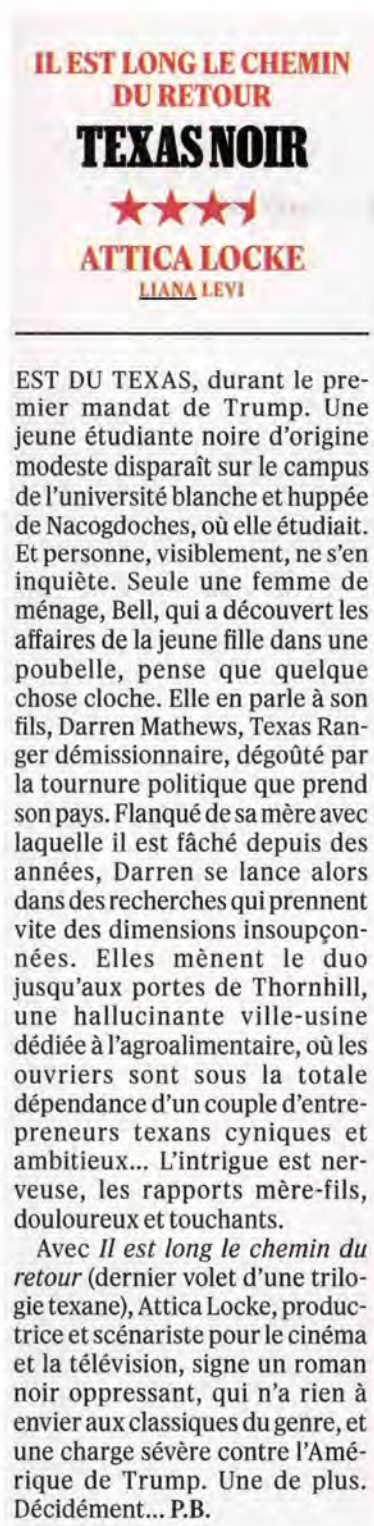 IL EST LONG LE CHEMIN
DU RETOUR
TEXAS NOIR
ATTICA LOCKE
LIANA LEVI
EST DU TEXAS, durant le pre-
mier mandat de Trump. Une
jeune étudiante noire d'origine
modeste disparaît sur le campus
de l'université blanche et huppée
de Nacogdoches, où elle étudiait.
Et personne, visiblement, ne s'en
inquiète. Seule une femme de
ménage, Bell, qui a découvert les
affaires de la jeune fille dans une
poubelle, pense que quelque
chose cloche. Elle en parle à son
fils, Darren Mathews, Texas Ran-
ger démissionnaire, dégoûté par
la tournure politique que prend
son pays. Flanqué de sa mère avec
laquelle il est fâché depuis des
années, Darren se lance alors
dans des recherches qui prennent
vite des dimensions insoupçon-
nées. Elles mènent le duo
jusqu'aux portes de Thornhill,
une hallucinante ville-usine
dédiée à l'agroalimentaire, où les
ouvriers sont sous la totale
dépendance d'un couple d'entre-
preneurs texans cyniques et
ambitieux... L'intrigue est ner-
veuse, les rapports mère-fils,
douloureux et touchants.
Avec Il est long le chemin du
retour (dernier volet d'une trilo-
gie texane), Attica Locke, produc-
trice et scénariste pour le cinéma
et la télévision, signe un roman
noir oppressant, qui n'a rien à
envier aux classiques du genre, et
une charge sévère contre l'Amé-
rique de Trump. Une de plus.
Décidément... P.B.